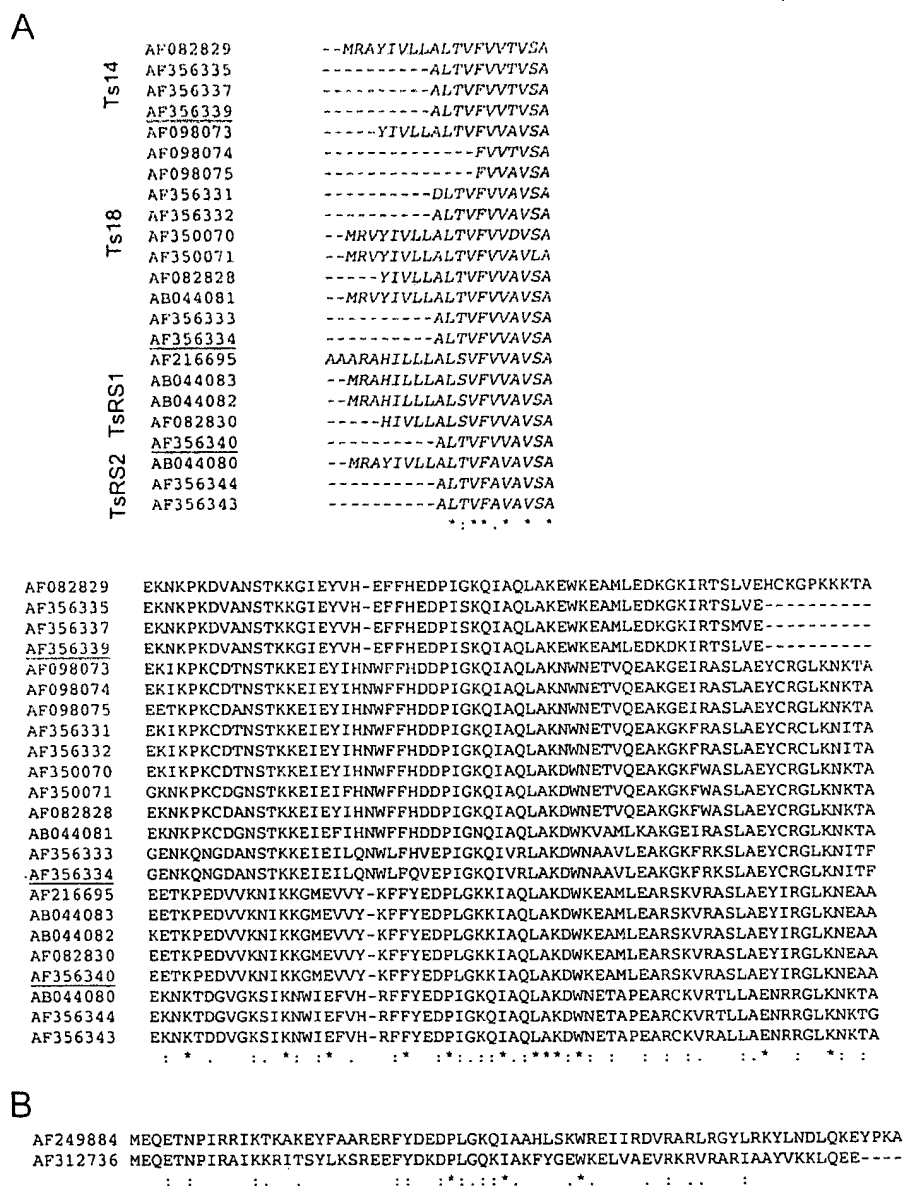 A
Ts14
Ts18
TsRS1
TsRS2
AF082829 --MRAYIVLLALTVFVVTVSA
AF356335 ----------ALTVFVVTVSA
AF356337 ----------ALTVFVVTVSA
AF356339 ----------ALTVFVVTVSA
AF098073 -----YIVLLALTVFVVAVSA
AF098074 --------------FVVTVSA
AF098075 --------------FVVAVSA
AF356331 ----------DLTVFVVAVSA
AF356332 ----------ALTVFVVAVSA
AF350070 --MRVYIVLLALTVFVVDVSA
AF350071 --MRVYIVLLALTVFVVAVLA
AF082828 -----YIVLLALTVFVVAVSA
AB044081 --MRVYIVLLALTVFVVAVSA
AF356333 ----------ALTVFVVAVSA
AF356334 ----------ALTVFVVAVSA
AF216695 AAARAHILLLALSVFVVAVSA
AB044083 --MRAHILLLALSVFVVAVSA
AB044082 --MRAHILLLALSVFVVAVSA
AF082830 -----HIVLLALSVFVVAVSA
AF356340 ----------ALTVFVVAVSA
AB044080 --MRAYIVLLALTVFAVAVSA
AF356344 ----------ALTVFAVAVSA
AF356343 ----------ALTVFAVAVSA
*:**.* * *
AF082829 EKNKPKDVANSTKKGIEYVH-EFFHEDPIGKQIAQLAKEWKEAMLEDKGKIRTSLVEHCKGPKKKTA
AF356335 EKNKPKDVANSTKKGIEYVH-EFFHEDPISKQIAQLAKEWKEAMLEDKGKIRTSLVE----------
AF356337 EKNKPKDVANSTKKGIEYVH-EFFHEDPISKQIAQLAKEWKEAMLEDKGKIRTSMVE----------
AF356339 EKNKPKDVANSTKKGIEYVH-EFFHEDPIGKQIAQLAKEWKEAMLEDKDKIRTSLVE----------
AF098073 EKIKPKCDTNSTKKEIEYIHNWFFHDDPIGKQIAQLAKNWNETVQEAKGEIRASLAEYCRGLKNKTA
AF098074 EKIKPKCDTNSTKKEIEYIHNWFFHDDPIGKQIAQLAKNWNETVQEAKGEIRASLAEYCRGLKNKTA
AF098075 EETKPKCDANSTKKEIEYIHNWFFHDDPIGKQIAQLAKNWNETVQEAKGEIRASLAEYCRGLKNKTA
AF356331 EKIKPKCDTNSTKKEIEYIHNWFFHDDPIGKQIAQLAKNWNETVQEAKGKFRASLAEYCRCLKNITA
AF356332 EKIKPKCDTNSTKKEIEYIHNWFFHDDPIGKQIAQLAKNWNETVQEAKGKFRASLAEYCRCLKNITA
AF350070 EKIKPKCDTNSTKKEIEYIHNWFFHDDPIGKQIAQLAKDWNETVQEAKGKFWASLAEYCRGLKNKTA
AF350071 GKNKPKCDGNSTKKEIEIFHNWFFHDDPIGKQIAQLAKDWNETVQEAKGKFWASLAEYCRGLKNKTA
AF082828 EKNKPKCDANSTKKEIEYIHNWFFHDDPIGKQIAQLAKDWNETVQEAKGKFWASLAEYCRGLKNKTA
AB044081 EKNKPKCDGNSTKKEIEFIHNWFFHDDPIGNQIAQLAKDWKVAMLKAKGEIRASLAEYCRGLKNKTA
AF356333 GENKQNGDANSTKKEIEILQNWLFHVEPIGKQIVRLAKDWNAAVLEAKGKFRKSLAEYCRGLKNITF
AF356334 GENKQNGDANSTKKEIEILQNWLFQVEPIGKQIVRLAKDWNAAVLEAKGKFRKSLAEYCRGLKNITF
AF216695 EETKPEDVVKNIKKGMEVVY-KFFYEDPLGKKIAQLAKDWKEAMLEARSKVRASLAEYIRGLKNEAA
AB044083 EETKPEDVVKNIKKGMEVVY-KFFYEDPLGKKIAQLAKDWKEAMLEARSKVRASLAEYIRGLKNEAA
AB044082 KETKPEDVVKNIKKGMEVVY-KFFYEDPLGKKIAQLAKDWKEAMLEARSKVRASLAEYIRGLKNEAA
AF082830 EETKPEDVVKNIKKGMEVVY-KFFYEDPLGKKIAQLAKDWKEAMLEARSKVRASLAEYIRGLKNEAA
AF356340 EETKPEDVVKNIKKGMEVVY-KFFYEDPLGKKIAQLAKDWKEAMLEARSKVRASLAEYIRGLKNEAA
AB044080 EKNKTDGVGKSIKNWIEFVH-RFFYEDPIGKQIAQLAKDWNETAPEARCKVRTLLAENRRGLKNKTA
AF356344 EKNKTDDGVGKSIKNWIEFVH-RFFYEDPIGKQIAQLAKDWNETAPEARCKVRTLLAENRRGLKNKTG
AF356343 EKNKTDDGVGKSIKNWIEFVH-RFFYEDPIGKQIAQLAKDWNETAPEARCKVRALLAENRRGLKNKTA
: * . :. * : * . : * . : * : . : : * . : * * * : * : : : : : . : . * * : :
B
AF249884 MEQETNPIRRIKTKAKEYFAARERFYDEDPLGKQIAAHLSKWREIIRDVRARLRGYLRKYLNDLQKEYPKA
AF312736 MEQETNPIRAIKKRITSYLKSREEFYDKDPLGQKIAKFYGEWKELVAEVRKRVRARIAAYVKKLQEE----
: : :. . : : : * : . : : * . * . : . : : :